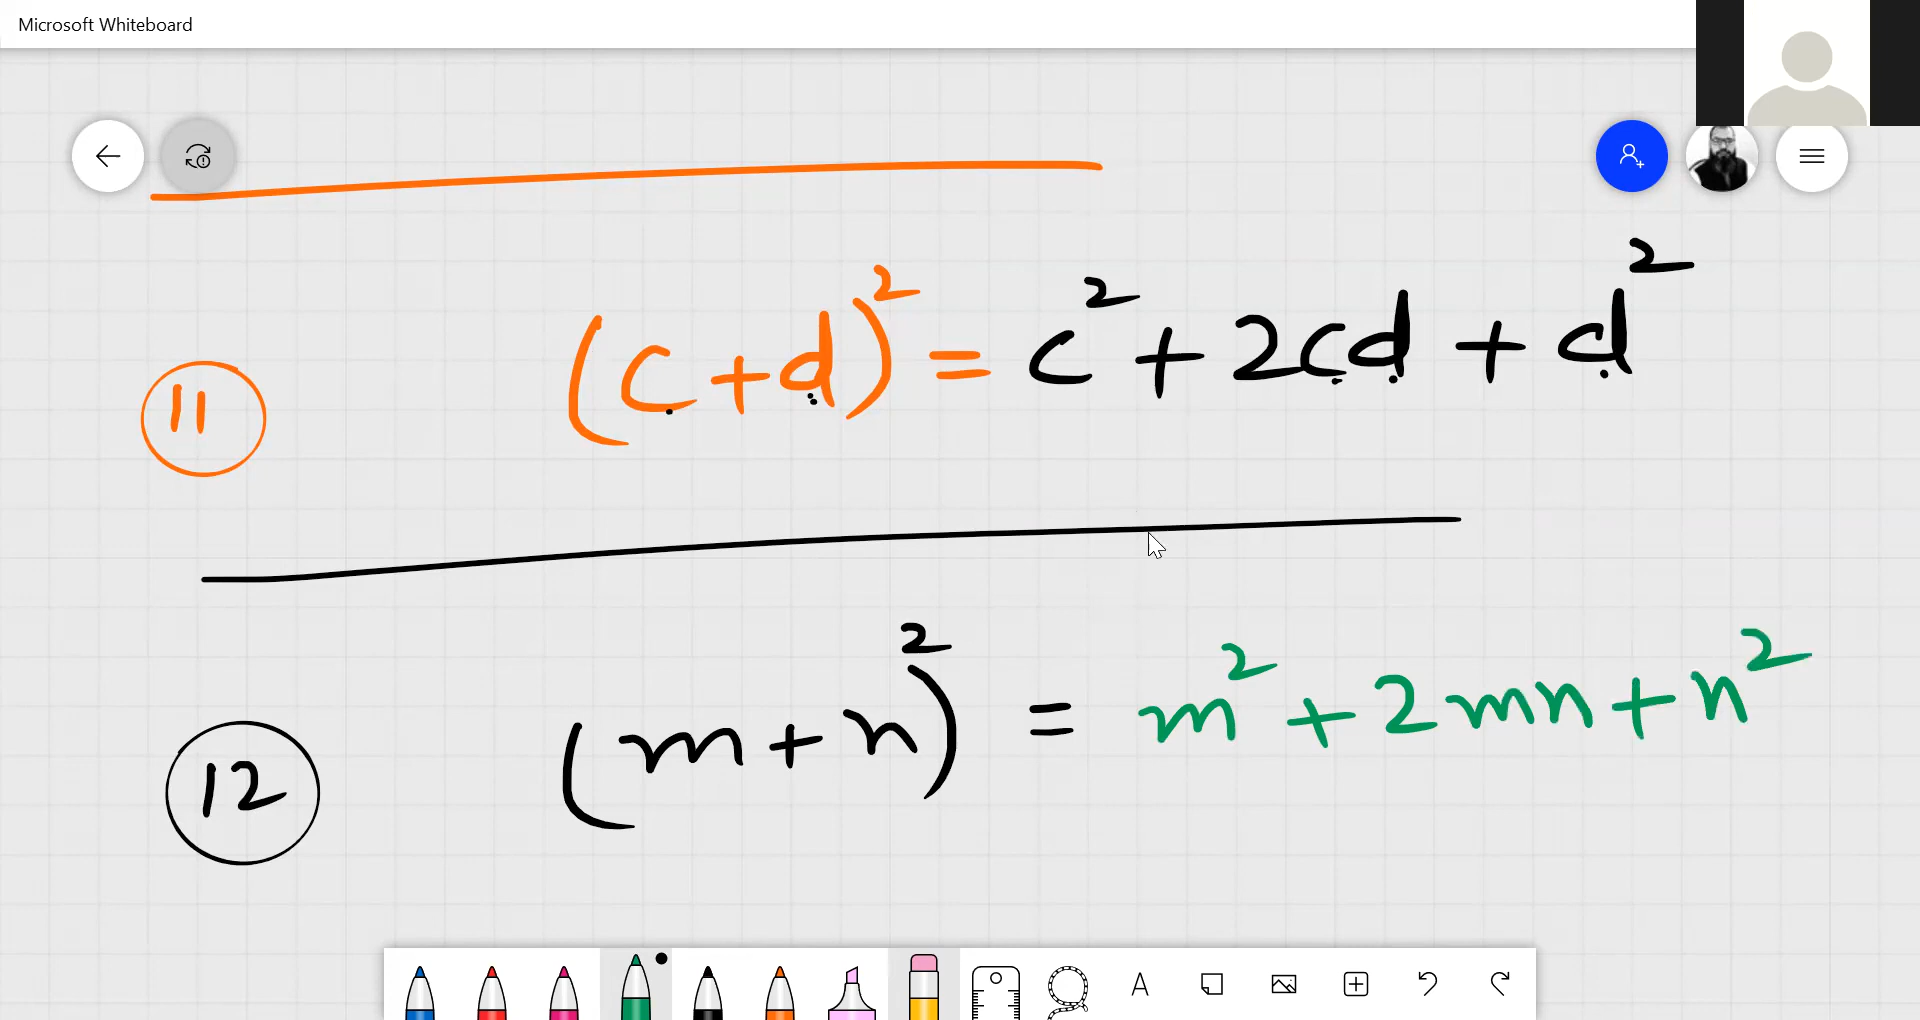 Microsoft Whiteboard
11 (c+d)² = c² + 2cd + d²
12 (m+n)² = m² + 2mn + n²
A